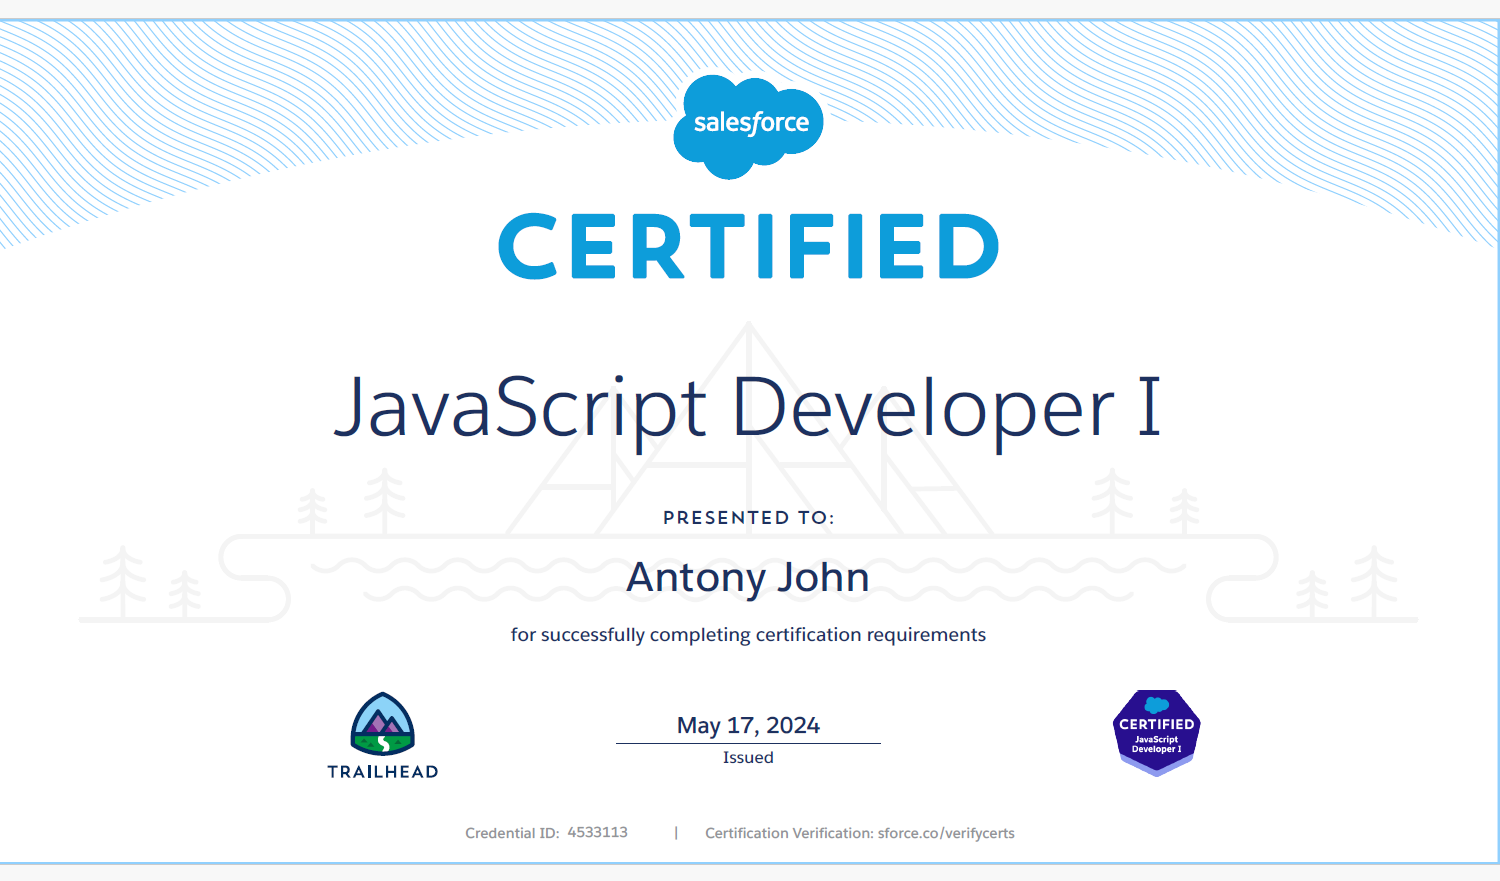 salesforce
CERTIFIED
JavaScript Developer I
PRESENTED TO:
Antony John
for successfully completing certification requirements
TRAILHEAD
May 17, 2024
Issued
CERTIFIED
JavaScript
Developer I
Credential ID: 4533113 | Certification Verification: sforce.co/verifycerts